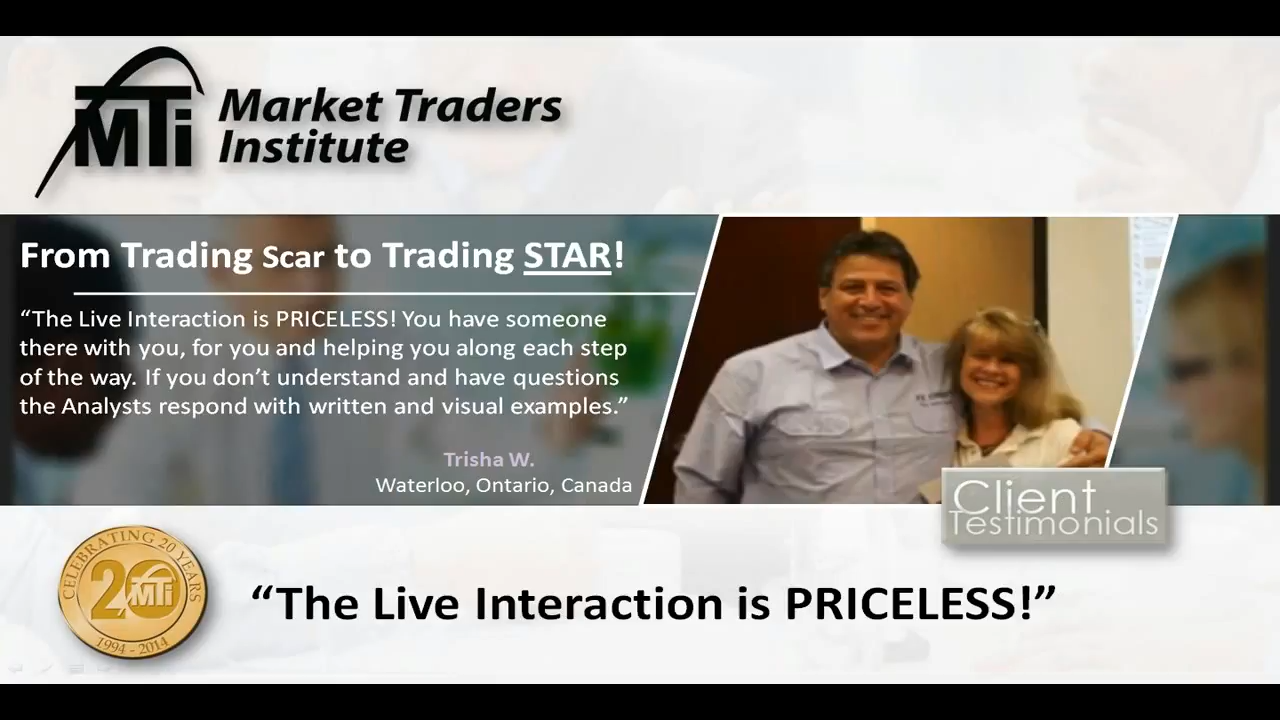 MTi
Market Traders
Institute
From Trading Scar to Trading STAR!
“The Live Interaction is PRICELESS! You have someone
there with you, for you and helping you along each step
of the way. If you don’t understand and have questions
the Analysts respond with written and visual examples.”
Trisha W.
Waterloo, Ontario, Canada
Client
Testimonials
CELEBRATING 20 YEARS
20
MTi
1994 - 2014
“The Live Interaction is PRICELESS!”